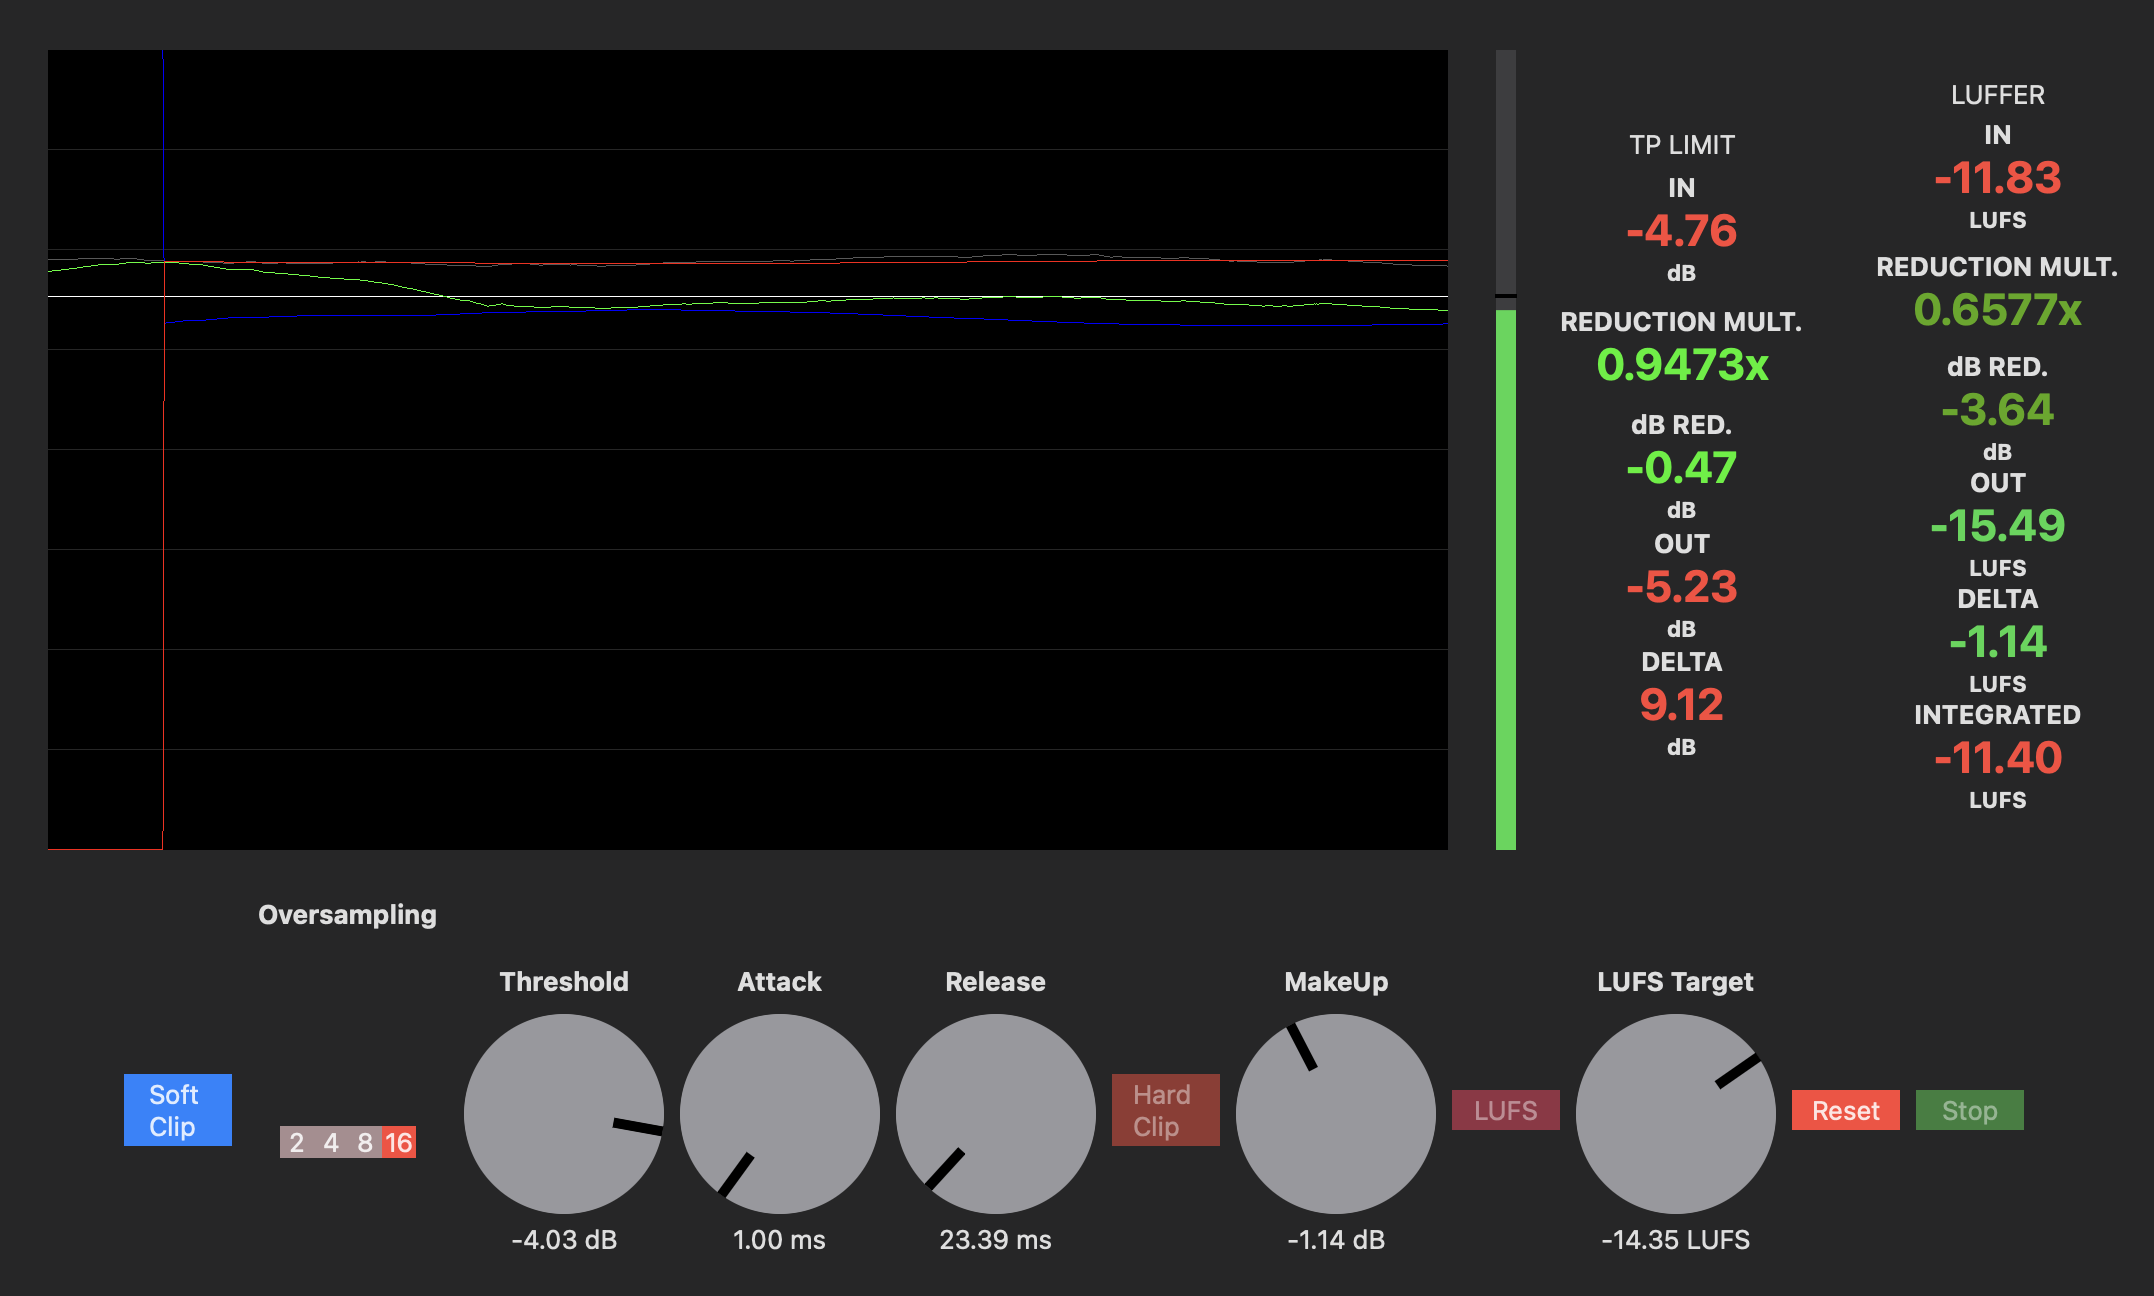 TP LIMIT
IN
-4.76
dB
REDUCTION MULT.
0.9473x
dB RED.
-0.47
dB
OUT
-5.23
dB
DELTA
9.12
dB
LUFFER
IN
-11.83
LUFS
REDUCTION MULT.
0.6577x
dB RED.
-3.64
dB
OUT
-15.49
LUFS
DELTA
-1.14
LUFS
INTEGRATED
-11.40
LUFS
Soft
Clip
Oversampling
2 4 8 16
Threshold
-4.03 dB
Attack
1.00 ms
Release
23.39 ms
Hard
Clip
MakeUp
-1.14 dB
LUFS
LUFS Target
-14.35 LUFS
Reset
Stop